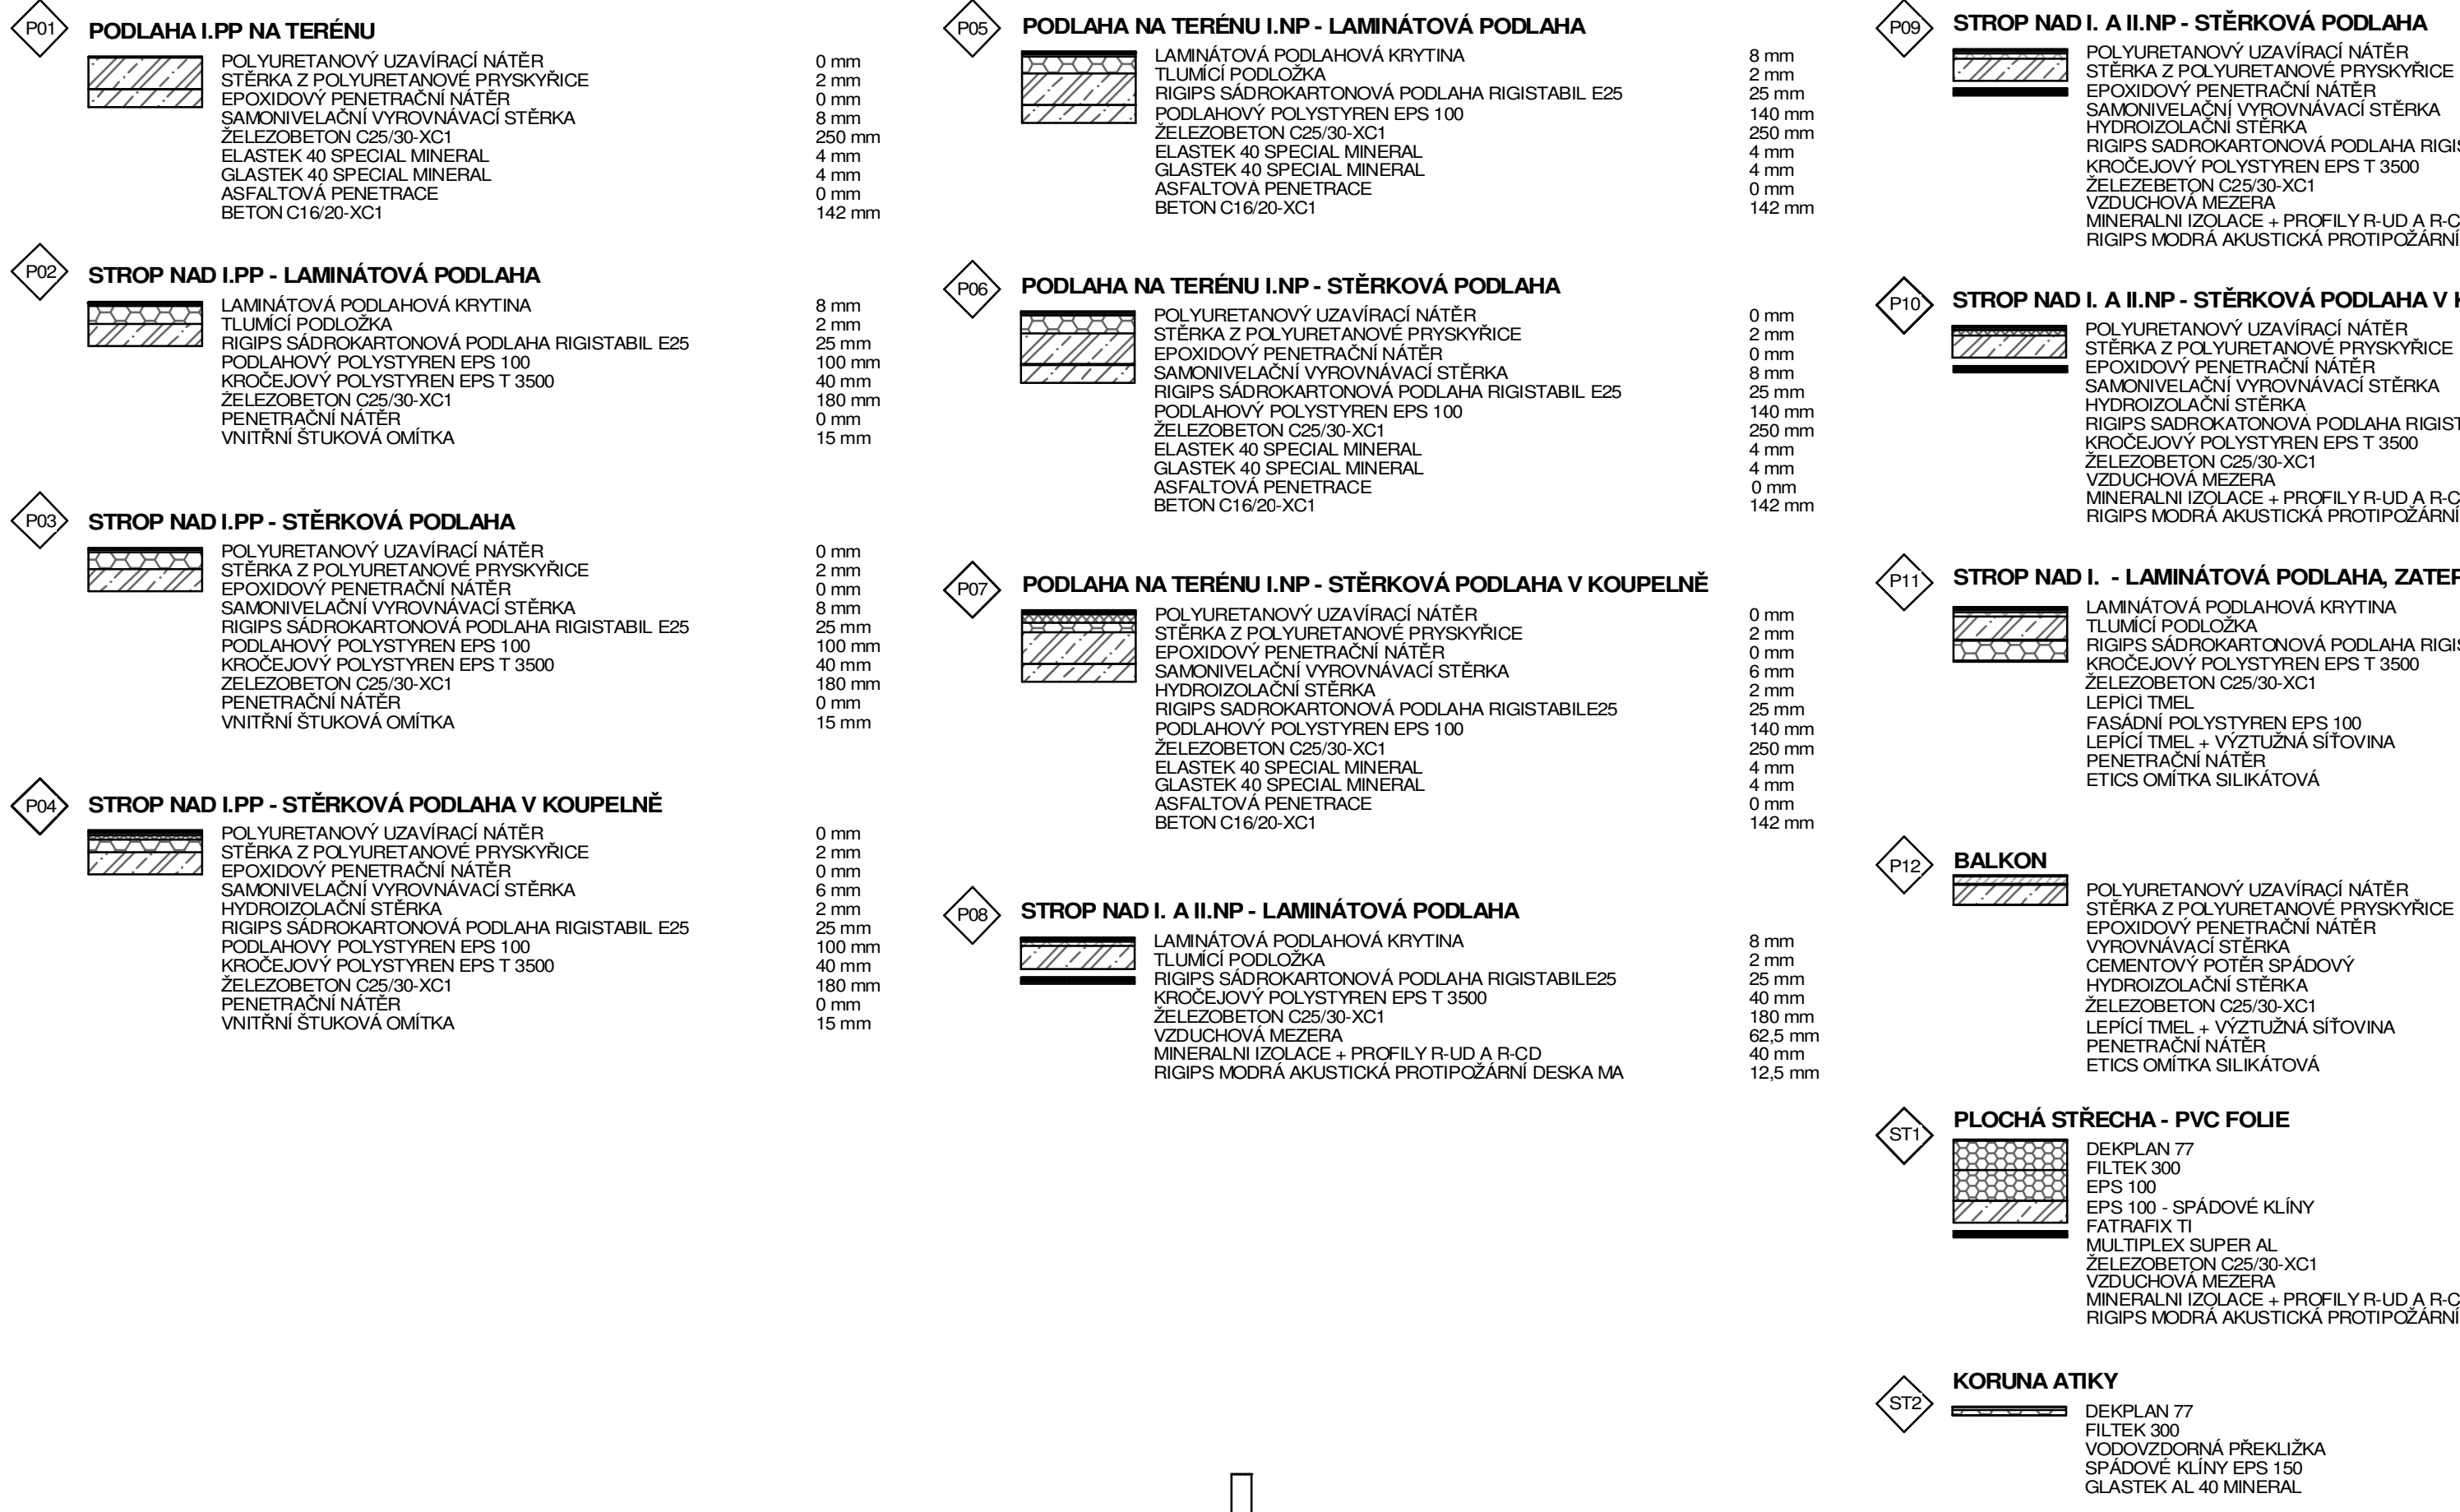 P01
PODLAHA I.PP NA TERÉNU
POLYURETANOVÝ UZAVÍRACÍ NÁTĚR 0 mm
STĚRKA Z POLYURETANOVÉ PRYSKYŘICE 2 mm
EPOXIDOVÝ PENETRAČNÍ NÁTĚR 0 mm
SAMONIVELAČNÍ VYROVNÁVACÍ STĚRKA 8 mm
ŽELEZOBETON C25/30-XC1 250 mm
ELASTEK 40 SPECIAL MINERAL 4 mm
GLASTEK 40 SPECIAL MINERAL 4 mm
ASFALTOVÁ PENETRACE 0 mm
BETON C16/20-XC1 142 mm
P02
STROP NAD I.PP - LAMINÁTOVÁ PODLAHA
LAMINÁTOVÁ PODLAHOVÁ KRYTINA 8 mm
TLUMÍCÍ PODLOŽKA 2 mm
RIGIPS SÁDROKARTONOVÁ PODLAHA RIGISTABIL E25 25 mm
PODLAHOVÝ POLYSTYREN EPS 100 100 mm
KROČEJOVÝ POLYSTYREN EPS T 3500 40 mm
ŽELEZOBETON C25/30-XC1 180 mm
PENETRAČNÍ NÁTĚR 0 mm
VNITŘNÍ ŠTUKOVÁ OMÍTKA 15 mm
P03
STROP NAD I.PP - STĚRKOVÁ PODLAHA
POLYURETANOVÝ UZAVÍRACÍ NÁTĚR 0 mm
STĚRKA Z POLYURETANOVÉ PRYSKYŘICE 2 mm
EPOXIDOVÝ PENETRAČNÍ NÁTĚR 0 mm
SAMONIVELAČNÍ VYROVNÁVACÍ STĚRKA 8 mm
RIGIPS SÁDROKARTONOVÁ PODLAHA RIGISTABIL E25 25 mm
PODLAHOVÝ POLYSTYREN EPS 100 100 mm
KROČEJOVÝ POLYSTYREN EPS T 3500 40 mm
ZELEZOBETON C25/30-XC1 180 mm
PENETRAČNÍ NÁTĚR 0 mm
VNITŘNÍ ŠTUKOVÁ OMÍTKA 15 mm
P04
STROP NAD I.PP - STĚRKOVÁ PODLAHA V KOUPELNĚ
POLYURETANOVÝ UZAVÍRACÍ NÁTĚR 0 mm
STĚRKA Z POLYURETANOVÉ PRYSKYŘICE 2 mm
EPOXIDOVÝ PENETRAČNÍ NÁTĚR 0 mm
SAMONIVELAČNÍ VYROVNÁVACÍ STĚRKA 6 mm
HYDROIZOLAČNÍ STĚRKA 2 mm
RIGIPS SÁDROKARTONOVÁ PODLAHA RIGISTABIL E25 25 mm
PODLAHOVY POLYSTYREN EPS 100 100 mm
KROČEJOVÝ POLYSTYREN EPS T 3500 40 mm
ŽELEZOBETON C25/30-XC1 180 mm
PENETRAČNÍ NÁTĚR 0 mm
VNITŘNÍ ŠTUKOVÁ OMÍTKA 15 mm
P05
PODLAHA NA TERÉNU I.NP - LAMINÁTOVÁ PODLAHA
LAMINÁTOVÁ PODLAHOVÁ KRYTINA 8 mm
TLUMÍCÍ PODLOŽKA 2 mm
RIGIPS SÁDROKARTONOVÁ PODLAHA RIGISTABIL E25 25 mm
PODLAHOVÝ POLYSTYREN EPS 100 140 mm
ŽELEZOBETON C25/30-XC1 250 mm
ELASTEK 40 SPECIAL MINERAL 4 mm
GLASTEK 40 SPECIAL MINERAL 4 mm
ASFALTOVÁ PENETRACE 0 mm
BETON C16/20-XC1 142 mm
P06
PODLAHA NA TERÉNU I.NP - STĚRKOVÁ PODLAHA
POLYURETANOVÝ UZAVÍRACÍ NÁTĚR 0 mm
STĚRKA Z POLYURETANOVÉ PRYSKYŘICE 2 mm
EPOXIDOVÝ PENETRAČNÍ NÁTĚR 0 mm
SAMONIVELAČNÍ VYROVNÁVACÍ STĚRKA 8 mm
RIGIPS SÁDROKARTONOVÁ PODLAHA RIGISTABIL E25 25 mm
PODLAHOVÝ POLYSTYREN EPS 100 140 mm
ŽELEZOBETON C25/30-XC1 250 mm
ELASTEK 40 SPECIAL MINERAL 4 mm
GLASTEK 40 SPECIAL MINERAL 4 mm
ASFALTOVÁ PENETRACE 0 mm
BETON C16/20-XC1 142 mm
P07
PODLAHA NA TERÉNU I.NP - STĚRKOVÁ PODLAHA V KOUPELNĚ
POLYURETANOVÝ UZAVÍRACÍ NÁTĚR 0 mm
STĚRKA Z POLYURETANOVÉ PRYSKYŘICE 2 mm
EPOXIDOVÝ PENETRAČNÍ NÁTĚR 0 mm
SAMONIVELAČNÍ VYROVNÁVACÍ STĚRKA 6 mm
HYDROIZOLAČNÍ STĚRKA 2 mm
RIGIPS SADROKARTONOVÁ PODLAHA RIGISTABILE25 25 mm
PODLAHOVÝ POLYSTYREN EPS 100 140 mm
ŽELEZOBETON C25/30-XC1 250 mm
ELASTEK 40 SPECIAL MINERAL 4 mm
GLASTEK 40 SPECIAL MINERAL 4 mm
ASFALTOVÁ PENETRACE 0 mm
BETON C16/20-XC1 142 mm
P08
STROP NAD I. A II.NP - LAMINÁTOVÁ PODLAHA
LAMINÁTOVÁ PODLAHOVÁ KRYTINA 8 mm
TLUMÍCÍ PODLOŽKA 2 mm
RIGIPS SÁDROKARTONOVÁ PODLAHA RIGISTABILE25 25 mm
KROČEJOVÝ POLYSTYREN EPS T 3500 40 mm
ŽELEZOBETON C25/30-XC1 180 mm
VZDUCHOVÁ MEZERA 62,5 mm
MINERALNI IZOLACE + PROFILY R-UD A R-CD 40 mm
RIGIPS MODRÁ AKUSTICKÁ PROTIPOŽÁRNÍ DESKA MA 12,5 mm
P09
STROP NAD I. A II.NP - STĚRKOVÁ PODLAHA
POLYURETANOVÝ UZAVÍRACÍ NÁTĚR
STĚRKA Z POLYURETANOVÉ PRYSKYŘICE
EPOXIDOVÝ PENETRAČNÍ NÁTĚR
SAMONIVELAČNÍ VYROVNÁVACÍ STĚRKA
HYDROIZOLAČNÍ STĚRKA
RIGIPS SADROKARTONOVÁ PODLAHA
KROČEJOVÝ POLYSTYREN EPS T 3500
ŽELEZEBETON C25/30-XC1
VZDUCHOVÁ MEZERA
MINERALNI IZOLACE + PROFILY R-UD A
RIGIPS MODRÁ AKUSTICKÁ PROTIPOŽÁRNÍ
P10
STROP NAD I. A II.NP - STĚRKOVÁ PODLAHA V
POLYURETANOVÝ UZAVÍRACÍ NÁTĚR
STĚRKA Z POLYURETANOVÉ PRYSKYŘICE
EPOXIDOVÝ PENETRAČNÍ NÁTĚR
SAMONIVELAČNÍ VYROVNÁVACÍ STĚRKA
HYDROIZOLAČNÍ STĚRKA
RIGIPS SADROKATONOVÁ PODLAHA
KROČEJOVÝ POLYSTYREN EPS T 3500
ŽELEZOBETON C25/30-XC1
VZDUCHOVÁ MEZERA
MINERALNI IZOLACE + PROFILY R-UD A
RIGIPS MODRÁ AKUSTICKÁ PROTIPOŽÁRNÍ
P11
STROP NAD I. - LAMINÁTOVÁ PODLAHA,
LAMINÁTOVÁ PODLAHOVÁ KRYTINA
TLUMÍCÍ PODLOŽKA
RIGIPS SÁDROKARTONOVÁ PODLAHA
KROČEJOVÝ POLYSTYREN EPS T 3500
ŽELEZOBETON C25/30-XC1
LEPÍCÍ TMEL
FASÁDNÍ POLYSTYREN EPS 100
LEPÍCÍ TMEL + VÝZTUŽNÁ SÍŤOVINA
PENETRAČNÍ NÁTĚR
ETICS OMÍTKA SILIKÁTOVÁ
P12
BALKON
POLYURETANOVÝ UZAVÍRACÍ NÁTĚR
STĚRKA Z POLYURETANOVÉ PRYSKYŘICE
EPOXIDOVÝ PENETRAČNÍ NÁTĚR
VYROVNÁVACÍ STĚRKA
CEMENTOVÝ POTĚR SPÁDOVÝ
HYDROIZOLAČNÍ STĚRKA
ŽELEZOBETON C25/30-XC1
LEPÍCÍ TMEL + VÝZTUŽNÁ SÍŤOVINA
PENETRAČNÍ NÁTĚR
ETICS OMÍTKA SILIKÁTOVÁ
ST1
PLOCHÁ STŘECHA - PVC FOLIE
DEKPLAN 77
FILTEK 300
EPS 100
EPS 100 - SPÁDOVÉ KLÍNY
FATRAFIX TI
MULTIPLEX SUPER AL
ŽELEZOBETON C25/30-XC1
VZDUCHOVÁ MEZERA
MINERALNI IZOLACE + PROFILY R-UD A
RIGIPS MODRÁ AKUSTICKÁ PROTIPOŽÁRNÍ
ST2
KORUNA ATIKY
DEKPLAN 77
FILTEK 300
VODOVZDORNÁ PŘEKLIŽKA
SPÁDOVÉ KLÍNY EPS 150
GLASTEK AL 40 MINERAL